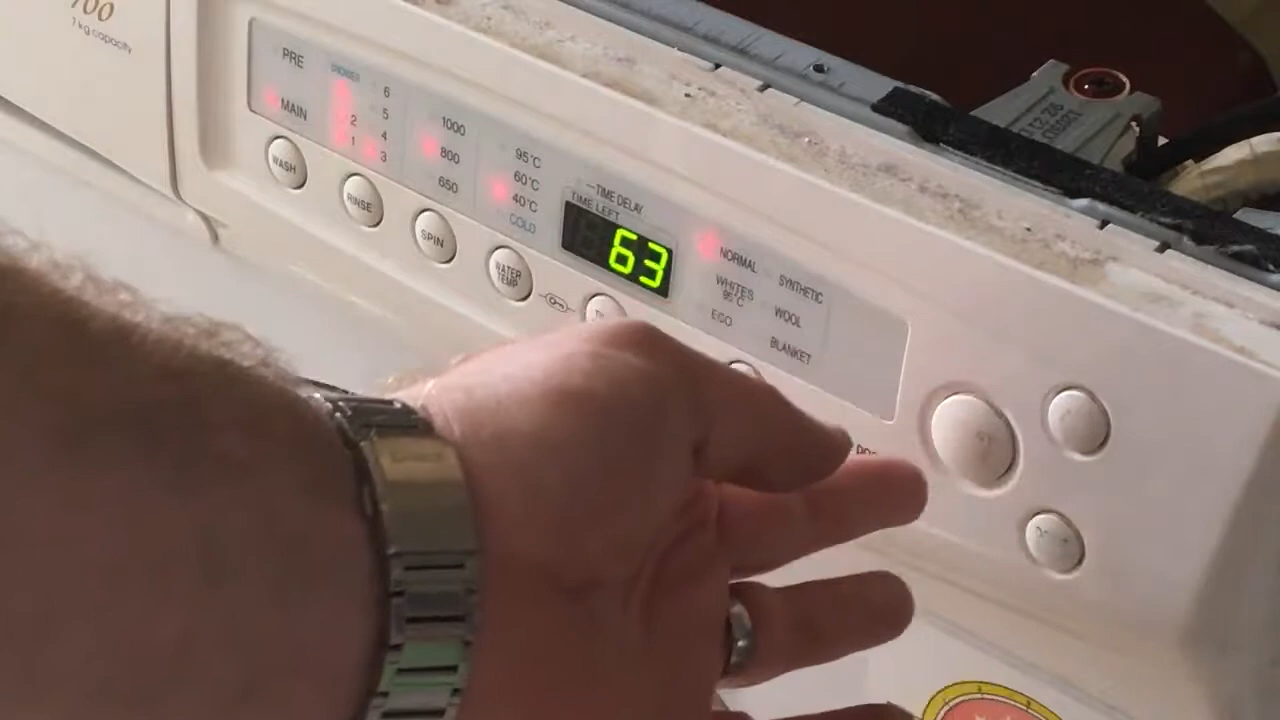 700
7 kg capacity
PRE
MAIN
6
5
4
3
2
1
1000
800
650
95°C
60°C
40°C
COLD
TIME DELAY
TIME LEFT
63
NORMAL
WHITES
95°C
ECO
SYNTHETIC
WOOL
BLANKET
WASH
RINSE
SPIN
WATER
TEMP